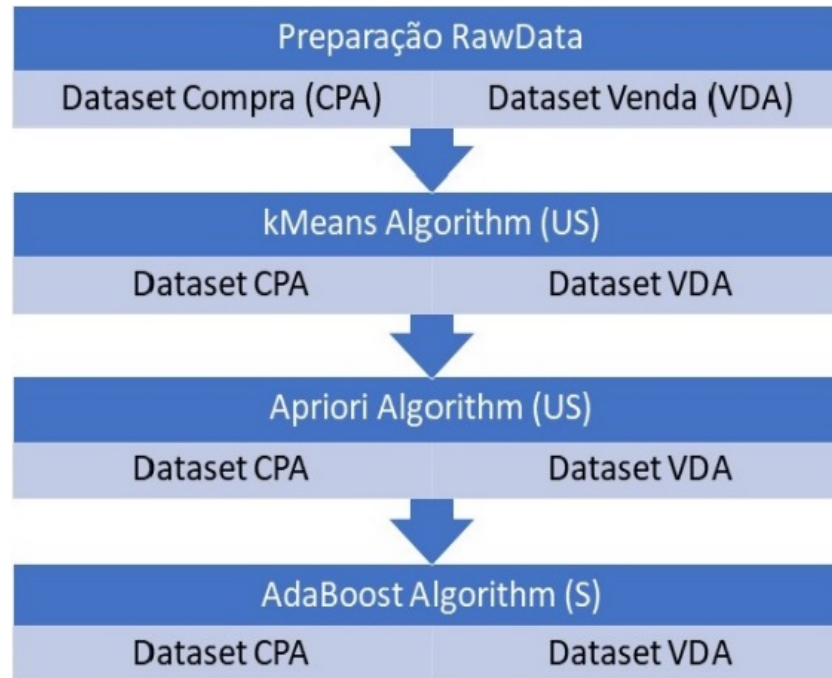 Preparação RawData
Dataset Compra (CPA) Dataset Venda (VDA)
kMeans Algorithm (US)
Dataset CPA Dataset VDA
Apriori Algorithm (US)
Dataset CPA Dataset VDA
AdaBoost Algorithm (S)
Dataset CPA Dataset VDA